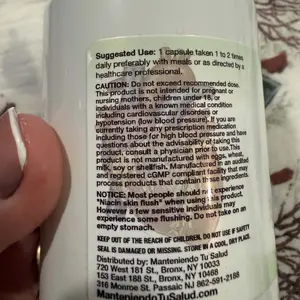 Suggested Use: 1 capsule taken 1 to 2 times
daily preferably with meals or as directed by a
healthcare professional.
CAUTION: Do not exceed recommended dose.
This product is not intended for pregnant or
nursing mothers, children under 18, or
individuals with a known medical condition
including cardiovascular disorders or
hypotension (low blood pressure). If you are
currently taking any prescription medication
including those for high blood pressure and have
questions about the advisability of taking this
product, consult a physician prior to use. This
product is not manufactured with eggs, wheat,
milk, soy or shellfish. Manufactured in an audited
and registered cGMP compliant facility that may
process products that contain these ingredients.
NOTICE: Most people should not experience
"Niacin skin flush" when using this product.
However a few sensitive individuals may
experience some flushing. Do not take on an
empty stomach.
KEEP OUT OF THE REACH OF CHILDREN. DO NOT USE IF SAFETY
SEAL IS DAMAGED OR MISSING. STORE IN A COOL, DRY PLACE.
Distributed by: Manteniendo Tu Salud
720 West 181 St., Bronx, NY 10033
188 East 188 St., Bronx, NY 10468
316 Monroe St. Passaic NJ 862-591-2188
ManteniendoTuSalud.com